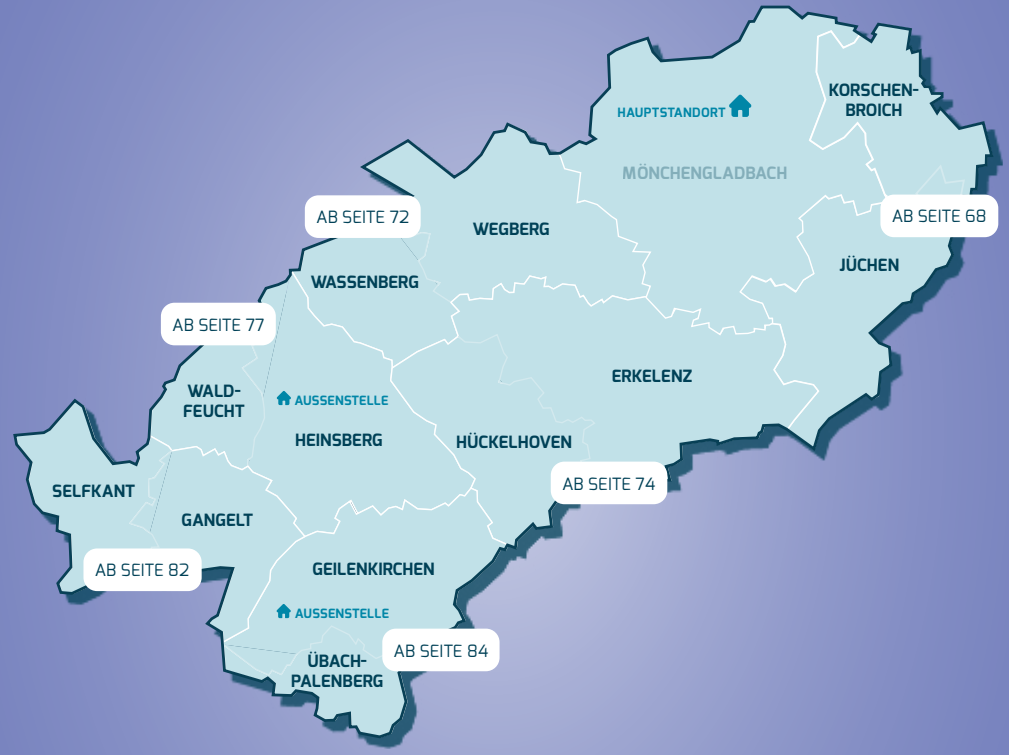 KORSCHEN-
BROICH
HAUPTSTANDORT
MÖNCHENGLADBACH
AB SEITE 72
AB SEITE 68
WEGBERG
JÜCHEN
WASSENBERG
AB SEITE 77
ERKELENZ
WALD-
FEUCHT
AUSSENSTELLE
HEINSBERG
HÜCKELHOVEN
AB SEITE 74
SELFKANT
GANGELT
AB SEITE 82
GEILENKIRCHEN
AUSSENSTELLE
AB SEITE 84
ÜBACH-
PALENBERG